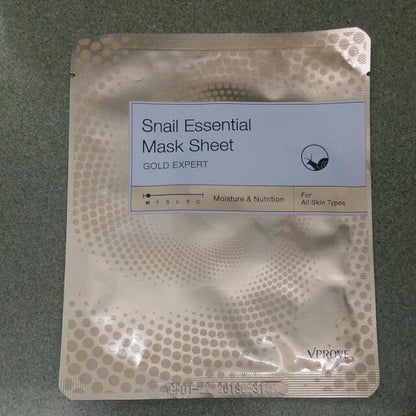 Snail Essential
Mask Sheet
GOLD EXPERT
M F S L E C
Moisture & Nutrition
For
All Skin Types
VPROVE